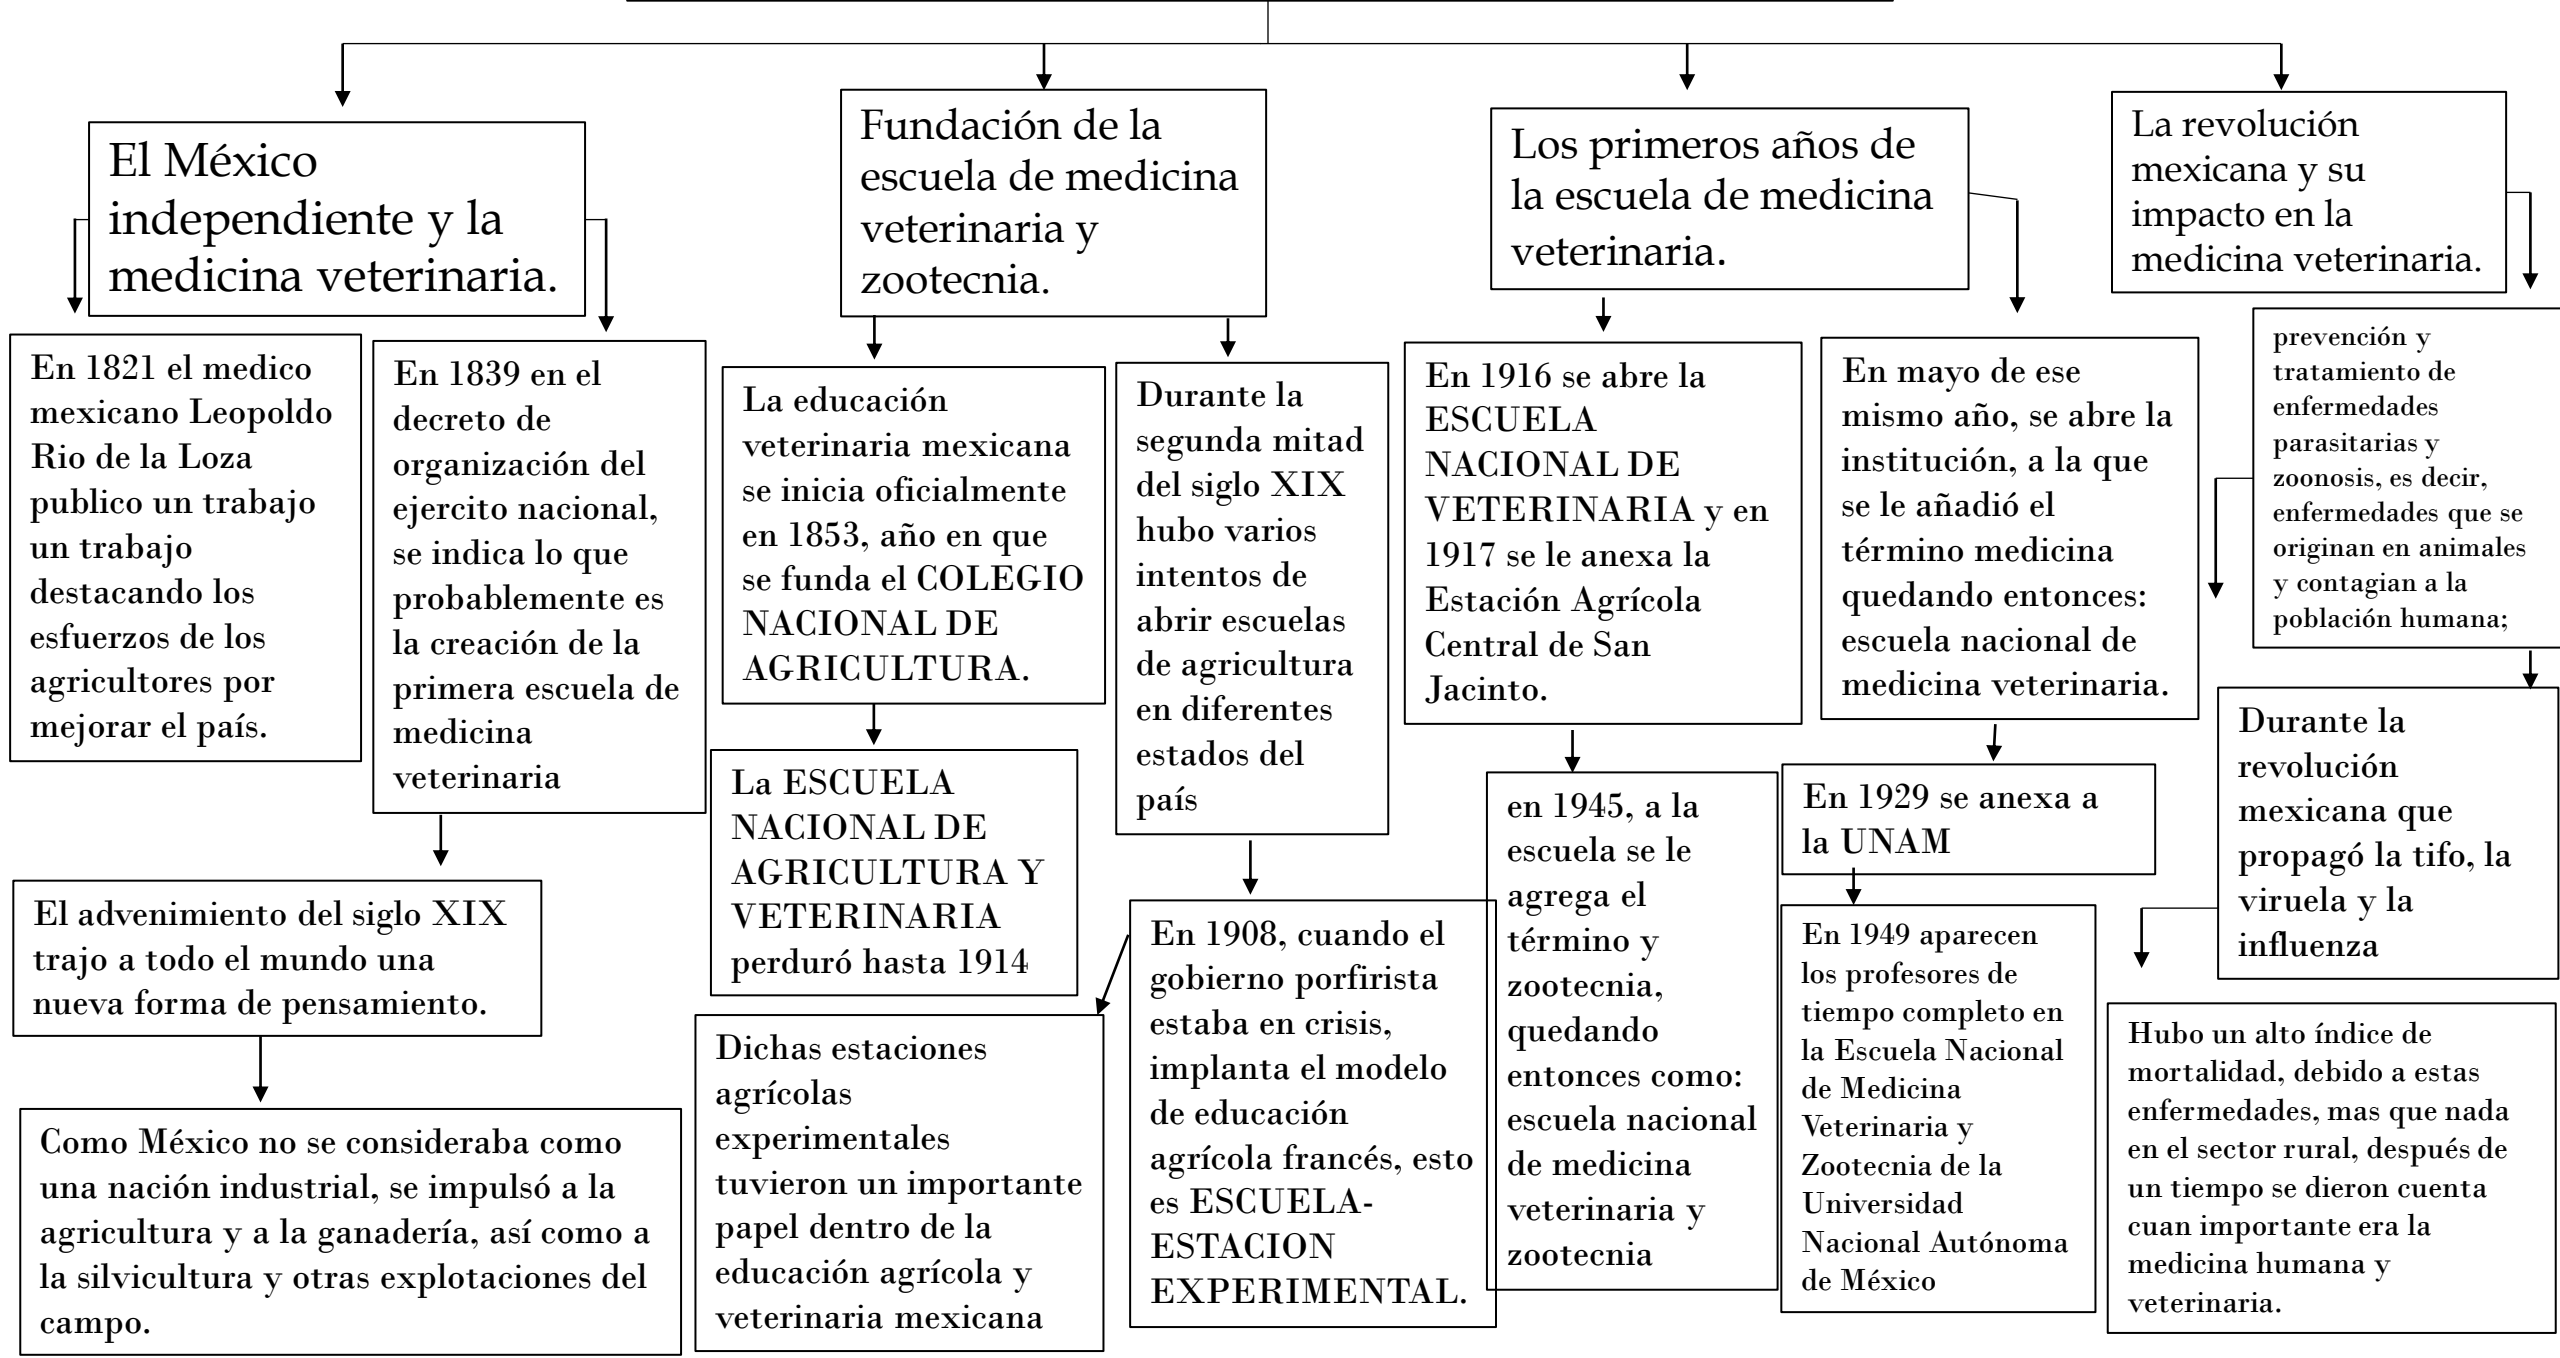 El México
independiente y la
medicina veterinaria.
En 1821 el medico
mexicano Leopoldo
Rio de la Loza
publico un trabajo
un trabajo
destacando los
esfuerzos de los
agricultores por
mejorar el país.
En 1839 en el
decreto de
organización del
ejercito nacional,
se indica lo que
probablemente es
la creación de la
primera escuela de
medicina
veterinaria
El advenimiento del siglo XIX
trajo a todo el mundo una
nueva forma de pensamiento.
Como México no se consideraba como
una nación industrial, se impulsó a la
agricultura y a la ganadería, así como a
la silvicultura y otras explotaciones del
campo.
Fundación de la
escuela de medicina
veterinaria y
zootecnia.
La educación
veterinaria mexicana
se inicia oficialmente
en 1853, año en que
se funda el COLEGIO
NACIONAL DE
AGRICULTURA.
La ESCUELA
NACIONAL DE
AGRICULTURA Y
VETERINARIA
perduró hasta 1914
Durante la
segunda mitad
del siglo XIX
hubo varios
intentos de
abrir escuelas
de agricultura
en diferentes
estados del
país
En 1908, cuando el
gobierno porfirista
estaba en crisis,
implanta el modelo
de educación
agrícola francés, esto
es ESCUELA-
ESTACION
EXPERIMENTAL.
Dichas estaciones
agrícolas
experimentales
tuvieron un importante
papel dentro de la
educación agrícola y
veterinaria mexicana
Los primeros años de
la escuela de medicina
veterinaria.
En 1916 se abre la
ESCUELA
NACIONAL DE
VETERINARIA y en
1917 se le anexa la
Estación Agrícola
Central de San
Jacinto.
en 1945, a la
escuela se le
agrega el
término y
zootecnia,
quedando
entonces como:
escuela nacional
de medicina
veterinaria y
zootecnia
En mayo de ese
mismo año, se abre la
institución, a la que
se le añadió el
término medicina
quedando entonces:
escuela nacional de
medicina veterinaria.
En 1929 se anexa a
la UNAM
En 1949 aparecen
los profesores de
tiempo completo en
la Escuela Nacional
de Medicina
Veterinaria y
Zootecnia de la
Universidad
Nacional Autónoma
de México
La revolución
mexicana y su
impacto en la
medicina veterinaria.
prevención y
tratamiento de
enfermedades
parasitarias y
zoonosis, es decir,
enfermedades que se
originan en animales
y contagian a la
población humana;
Durante la
revolución
mexicana que
propagó la tifo, la
viruela y la
influenza
Hubo un alto índice de
mortalidad, debido a estas
enfermedades, mas que nada
en el sector rural, después de
un tiempo se dieron cuenta
cuan importante era la
medicina humana y
veterinaria.